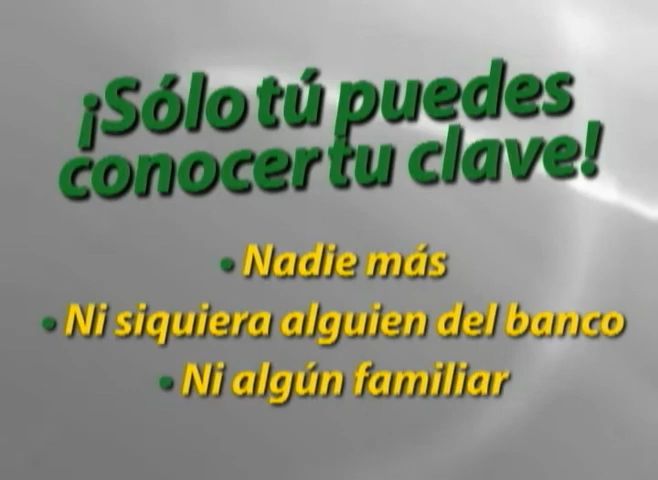 ¡Sólo tú puedes
conocer tu clave!
• Nadie más
• Ni siquiera alguien del banco
• Ni algún familiar